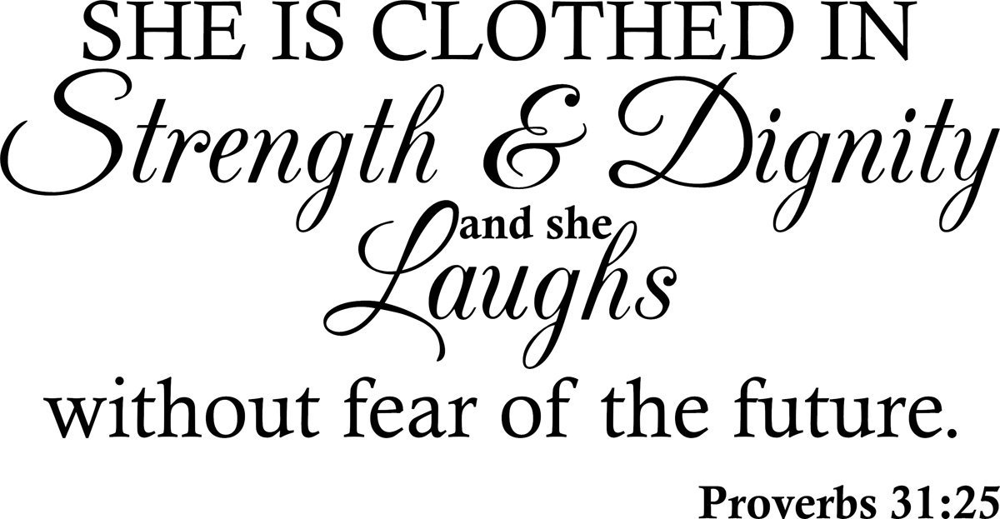 SHE IS CLOTHED IN
Strength & Dignity
and she
Laughs
without fear of the future.
Proverbs 31:25